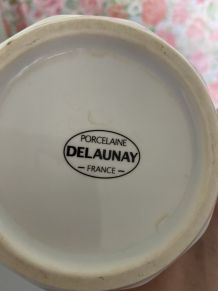 PORCELAINE
DELAUNAY
– FRANCE –